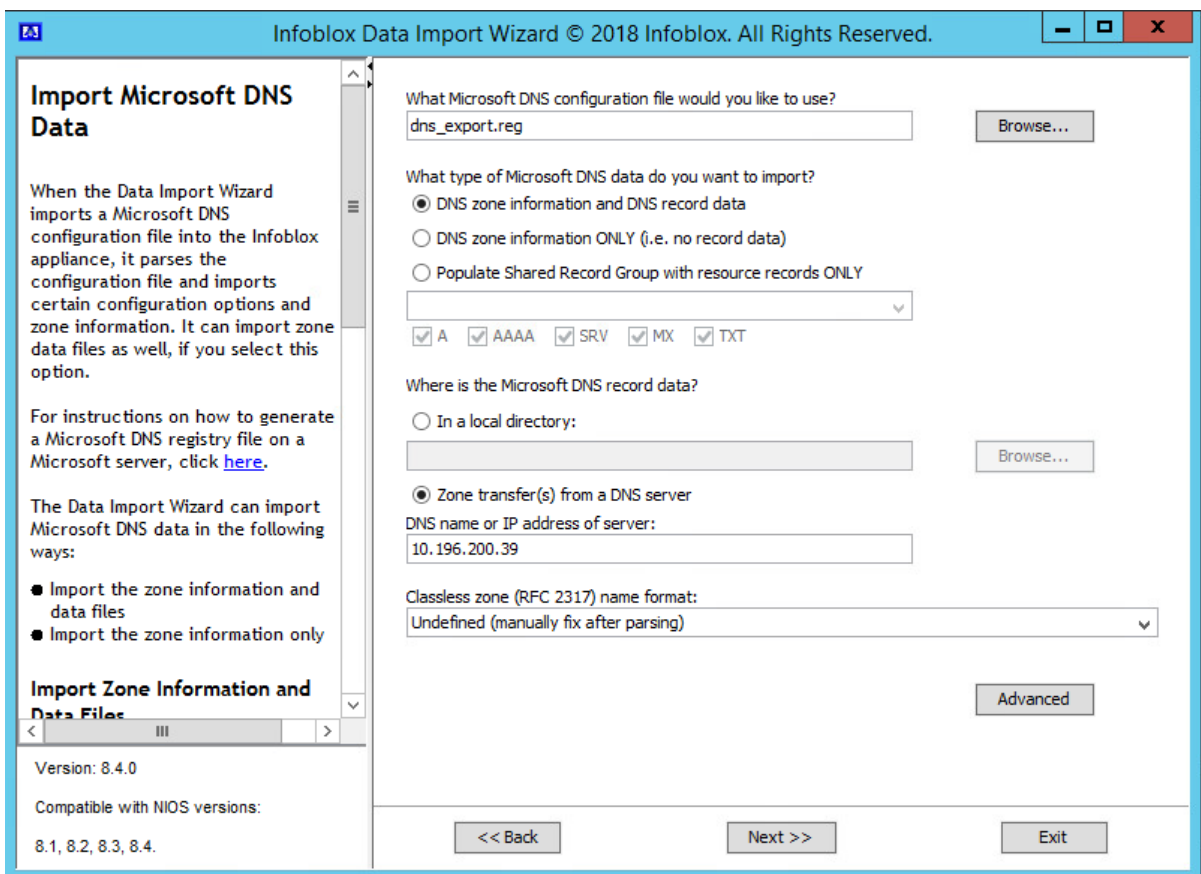 Infoblox Data Import Wizard © 2018 Infoblox. All Rights Reserved.
Import Microsoft DNS
Data
When the Data Import Wizard
imports a Microsoft DNS
configuration file into the Infoblox
appliance, it parses the
configuration file and imports
certain configuration options and
zone information. It can import zone
data files as well, if you select this
option.
For instructions on how to generate
a Microsoft DNS registry file on a
Microsoft server, click here.
The Data Import Wizard can import
Microsoft DNS data in the following
ways:
Import the zone information and
data files
Import the zone information only
Import Zone Information and
Data Files
Version: 8.4.0
Compatible with NIOS versions:
8.1, 8.2, 8.3, 8.4.
What Microsoft DNS configuration file would you like to use?
dns_export.reg Browse...
What type of Microsoft DNS data do you want to import?
DNS zone information and DNS record data
DNS zone information ONLY (i.e. no record data)
Populate Shared Record Group with resource records ONLY
A AAAA SRV MX TXT
Where is the Microsoft DNS record data?
In a local directory:
Browse...
Zone transfer(s) from a DNS server
DNS name or IP address of server:
10.196.200.39
Classless zone (RFC 2317) name format:
Undefined (manually fix after parsing)
Advanced
<< Back Next >> Exit